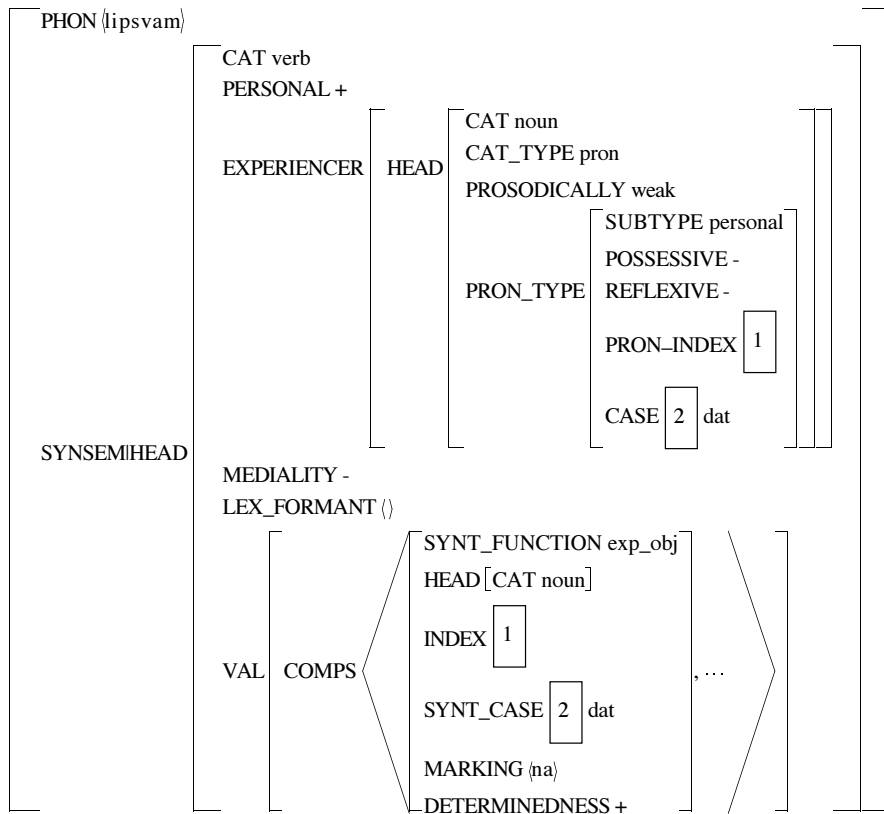 PHON ⟨lipsvam⟩
CAT verb
PERSONAL +
CAT noun
CAT_TYPE pron
EXPERIENCER HEAD
PROSODICALLY weak
SUBTYPE personal
POSSESSIVE -
PRON_TYPE REFLEXIVE -
PRON–INDEX 1
CASE 2 dat
SYNSEM|HEAD
MEDIALITY -
LEX_FORMANT ⟨⟩
SYNT_FUNCTION exp_obj
HEAD [CAT noun]
INDEX 1
VAL COMPS , ...
SYNT_CASE 2 dat
MARKING ⟨na⟩
DETERMINEDNESS +